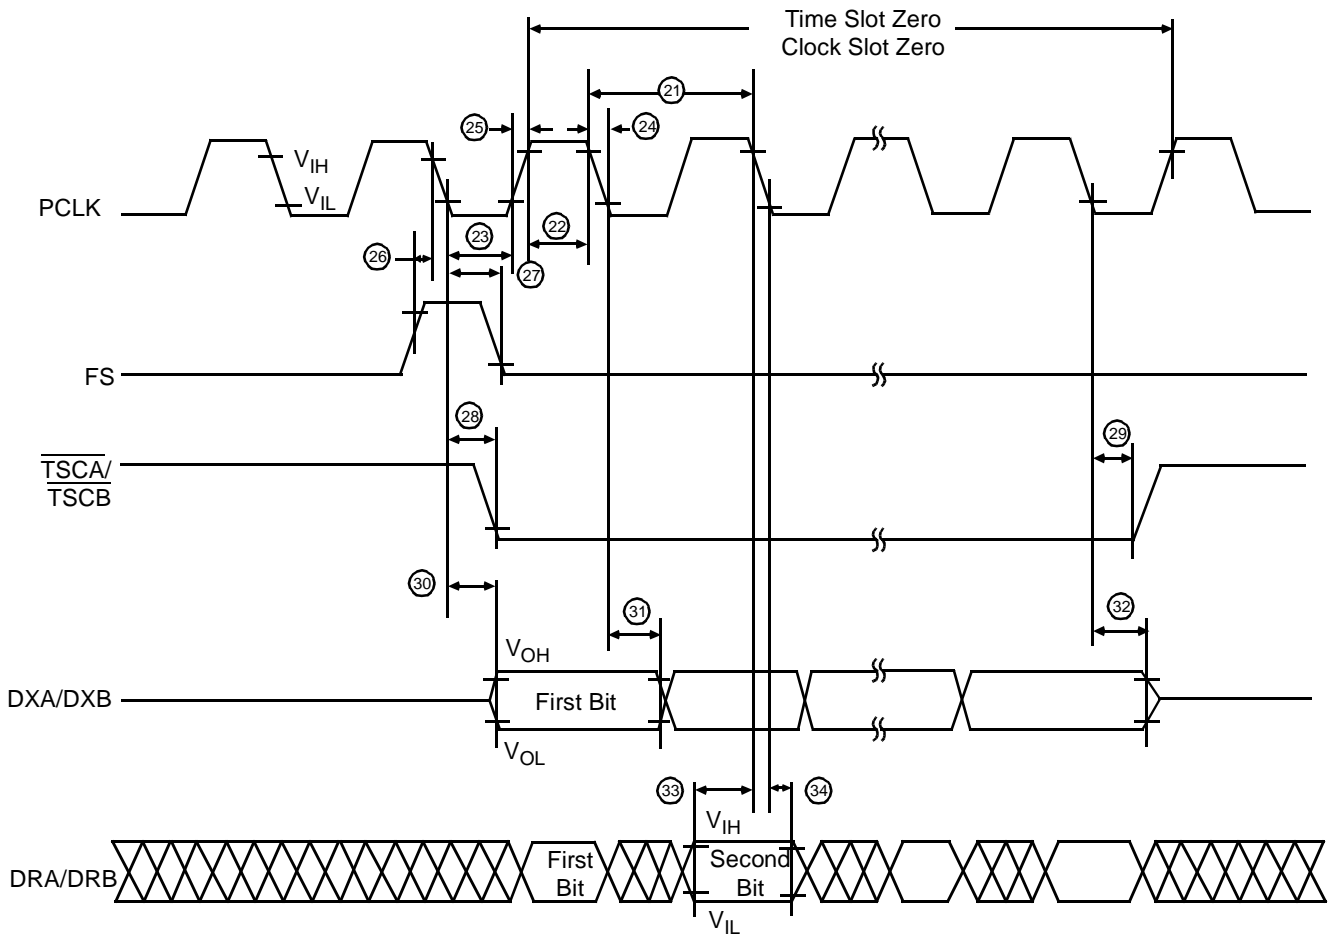 Time Slot Zero
Clock Slot Zero
21
25
24
VIH
VIL
PCLK
26
23
22
27
FS
28
29
TSCA/
TSCB
30
31
32
VOH
DXA/DXB
First Bit
VOL
33
34
VIH
DRA/DRB
First
Bit
Second
Bit
VIL